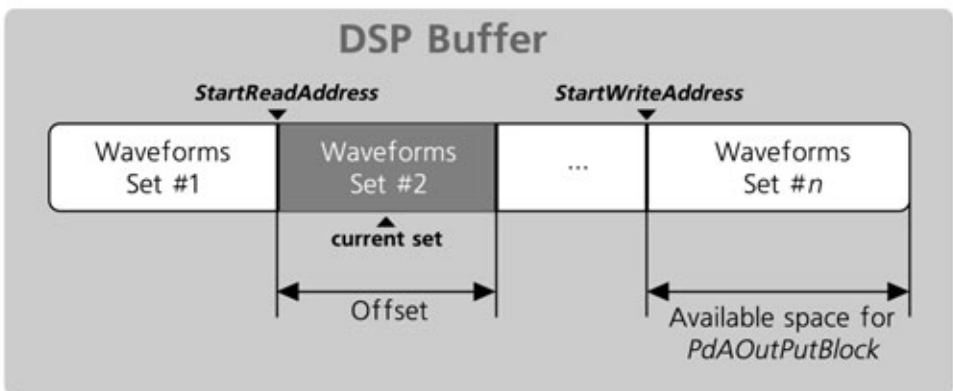 DSP Buffer
StartReadAddress
StartWriteAddress
Waveforms
Set #1
Waveforms
Set #2
...
Waveforms
Set #n
current set
Offset
Available space for
PdAOutPutBlock